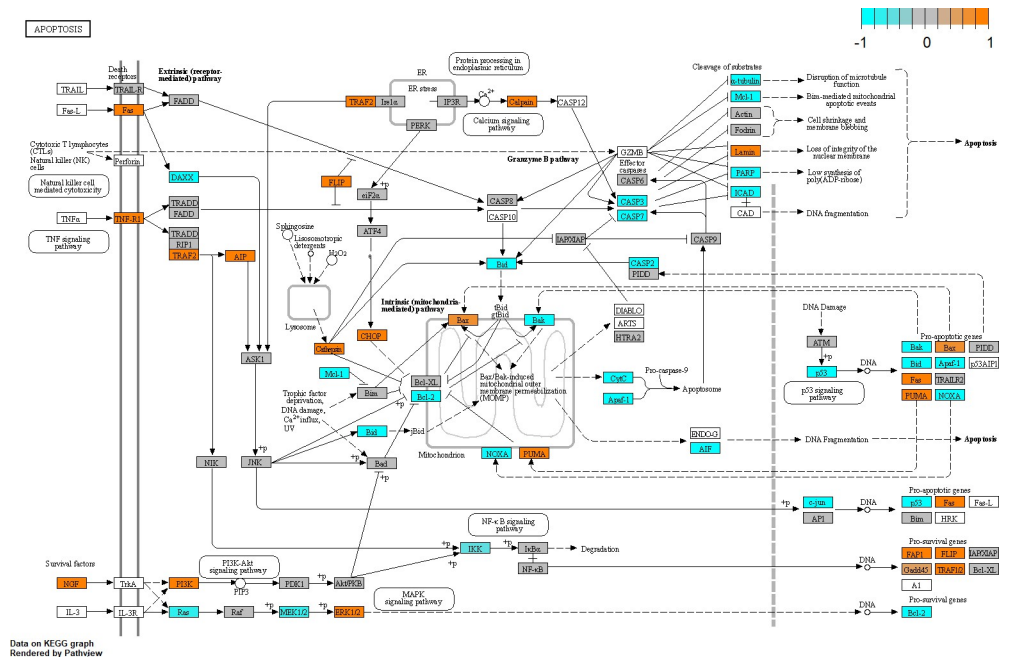 APOPTOSIS
-1 0 1
Death
receptors
Extrinsic (receptor-
mediated) pathway
TRAIL
TRAIL-R
FADD
Fas-L
Fas
Cytotoxic T lymphocytes
(CTLs)
Natural killer (NK)
cells
Perforin
Natural killer cell
mediated cytotoxicity
DAXX
TNFα
TNF-R1
TRADD
FADD
TNF signaling
pathway
TRADD
RIP1
TRAF2
AIP
ER
ER stress
TRAF2
Ire1α
IP3R
PERK
Protein processing in
endoplasmic reticulum
Ca2+
Calpain
CASP12
Calcium signaling
pathway
Granzyme B pathway
GZMB
Effector
caspases
CASP6
CASP3
CASP7
FLIP
+p
eIF2α
ATF4
CASP8
CASP10
IAP/XIAP
CASP9
Sphingosine
Lisosomotropic
detergents
H2O2
Lysosome
Cathepsin
CHOP
Bid
CASP2
PIDD
Intrinsic (mitochondria-
mediated) pathway
tBid
gtBid
Bax
Bak
DIABLO
ARTS
HTRA2
ASK1
Mcl-1
Bim
Bcl-XL
Bcl-2
+p
Bax/Bak-induced
mitochondrial outer
membrane permeabilization
(MOMP)
CytC
Apaf-1
Pro-caspase-9
Apoptosome
Trophic factor
deprivation,
DNA damage,
Ca2+ influx,
UV
Bid
jBid
ENDO-G
AIF
DNA Fragmentation
Apoptosis
Mitochondrion
NOXA
PUMA
NIK
JNK
+p
Bad
+p
Cleavage of substrates
α-tubulin
Disruption of microtubule
function
Mcl-1
Bim-mediated mitochondrial
apoptotic events
Actin
Fodrin
Cell shrinkage and
membrane blebbing
Lamin
Loss of integrity of the
nuclear membrane
PARP
Low synthesis of
poly(ADP-ribose)
ICAD
CAD
DNA fragmentation
Apoptosis
DNA Damage
ATM
+p
p53
DNA
p53 signaling
pathway
Pro-apoptotic genes
Bak
Bax
PIDD
Bid
Apaf-1
p53AIP1
Fas
TRAILR2
PUMA
NOXA
+p
c-jun
AP1
DNA
Pro-apoptotic genes
p53
Fas
Fas-L
Bim
HRK
NF-κ B signaling
pathway
+p
IKK
+p
IκBα
Degradation
NF-κB
DNA
Pro-survival genes
FAP1
FLIP
IAP/XIAP
Gadd45
TRAF1/2
Bcl-XL
A1
Survival factors
NGF
TrkA
PI3K
PI3K-Akt
signaling pathway
PIP3
PDK1
+p
Akt/PKB
+p
+p
MAPK
signaling pathway
IL-3
IL-3R
Ras
Raf
+p
MEK1/2
+p
ERK1/2
DNA
Pro-survival genes
Bcl-2
Data on KEGG graph
Rendered by Pathview